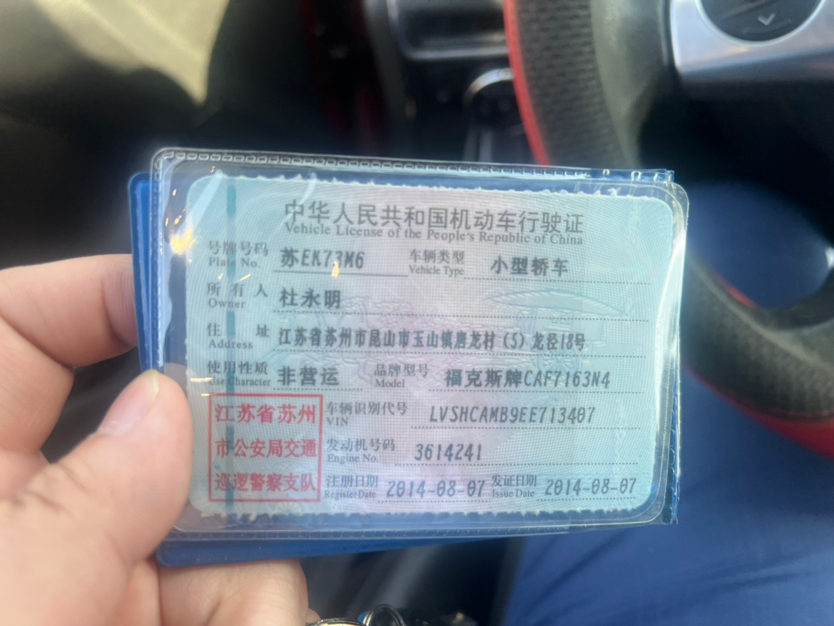 中华人民共和国机动车行驶证
Vehicle License of the People's Republic of China
号牌号码 苏EK73M6 车辆类型 小型轿车
Plate No. Vehicle Type
所有人 杜永明
Owner
住址 江苏省苏州市昆山市玉山镇唐龙村(5)龙泾18号
Address
使用性质 非营运 品牌型号 福克斯牌CAF7163N4
Use Character Model
江苏省苏州 车辆识别代号 LVSHCAMB9EE713407
VIN
市公安局交通 发动机号码 3614241
Engine No.
巡逻警察支队 注册日期 2014-08-07 发证日期 2014-08-07
Register Date Issue Date